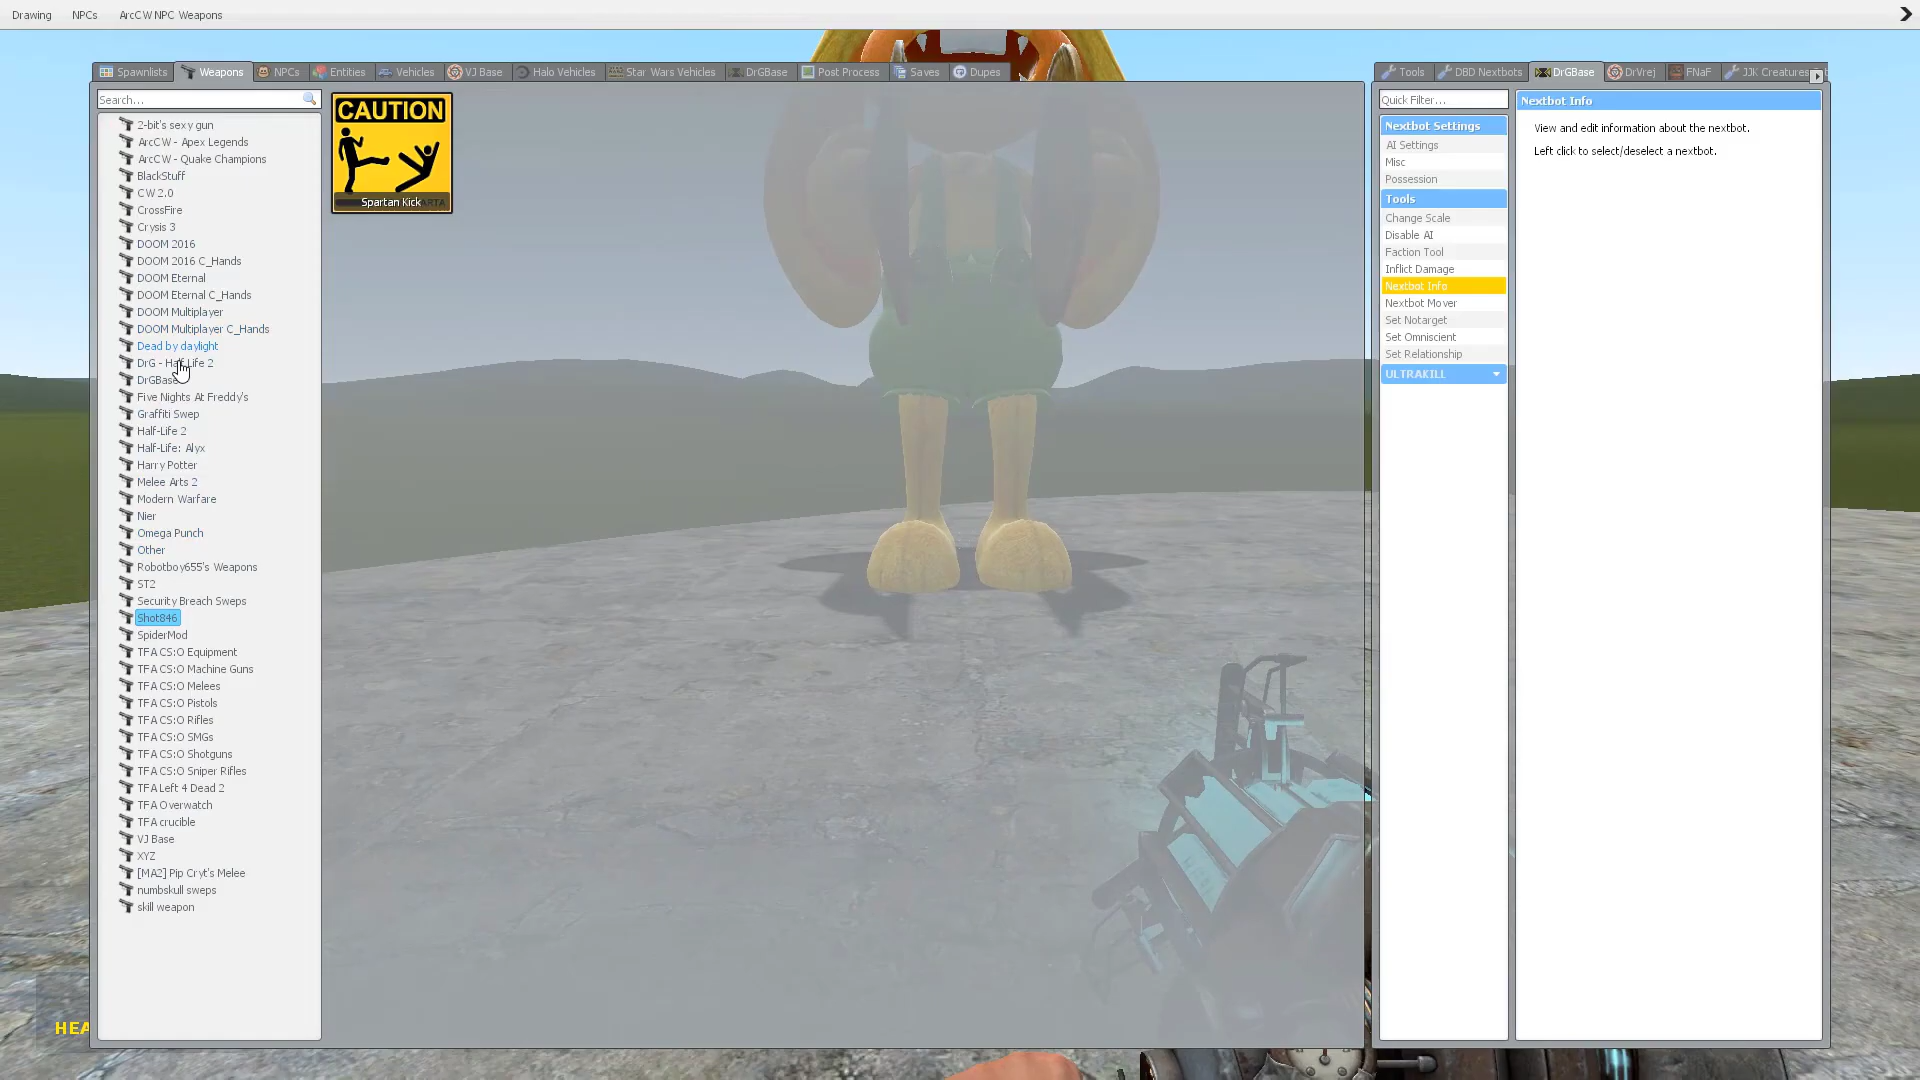 Drawing NPCs ArcCW NPC Weapons
Spawnlists Weapons NPCs Entities Vehicles VJ Base Halo Vehicles Star Wars Vehicles DrGBase Post Process Saves Dupes
Tools DBD Nextbots DrGBase DrVrej FNaF JJK Creatures
Search...
2-bit's sexy gun
ArcCW - Apex Legends
ArcCW - Quake Champions
BlackStuff
CW 2.0
CrossFire
Crysis 3
DOOM 2016
DOOM 2016 C_Hands
DOOM Eternal
DOOM Eternal C_Hands
DOOM Multiplayer
DOOM Multiplayer C_Hands
Dead by daylight
DrG - Half-Life 2
DrGBase
Five Nights At Freddy's
Graffiti Swep
Half-Life 2
Half-Life: Alyx
Harry Potter
Melee Arts 2
Modern Warfare
Nier
Omega Punch
Other
Robotboy655's Weapons
ST2
Security Breach Sweps
Shot846
SpiderMod
TFA CS:O Equipment
TFA CS:O Machine Guns
TFA CS:O Melees
TFA CS:O Pistols
TFA CS:O Rifles
TFA CS:O SMGs
TFA CS:O Shotguns
TFA CS:O Sniper Rifles
TFA Left 4 Dead 2
TFA Overwatch
TFA crucible
VJ Base
XYZ
[MA2] Pip Cryt's Melee
numbskull sweps
skill weapon
CAUTION
Spartan Kick
Quick Filter...
Nextbot Settings
AI Settings
Misc
Possession
Tools
Change Scale
Disable AI
Faction Tool
Inflict Damage
Nextbot Info
Nextbot Mover
Set Notarget
Set Omniscient
Set Relationship
ULTRAKILL
Nextbot Info
View and edit information about the nextbot.
Left click to select/deselect a nextbot.
HEA